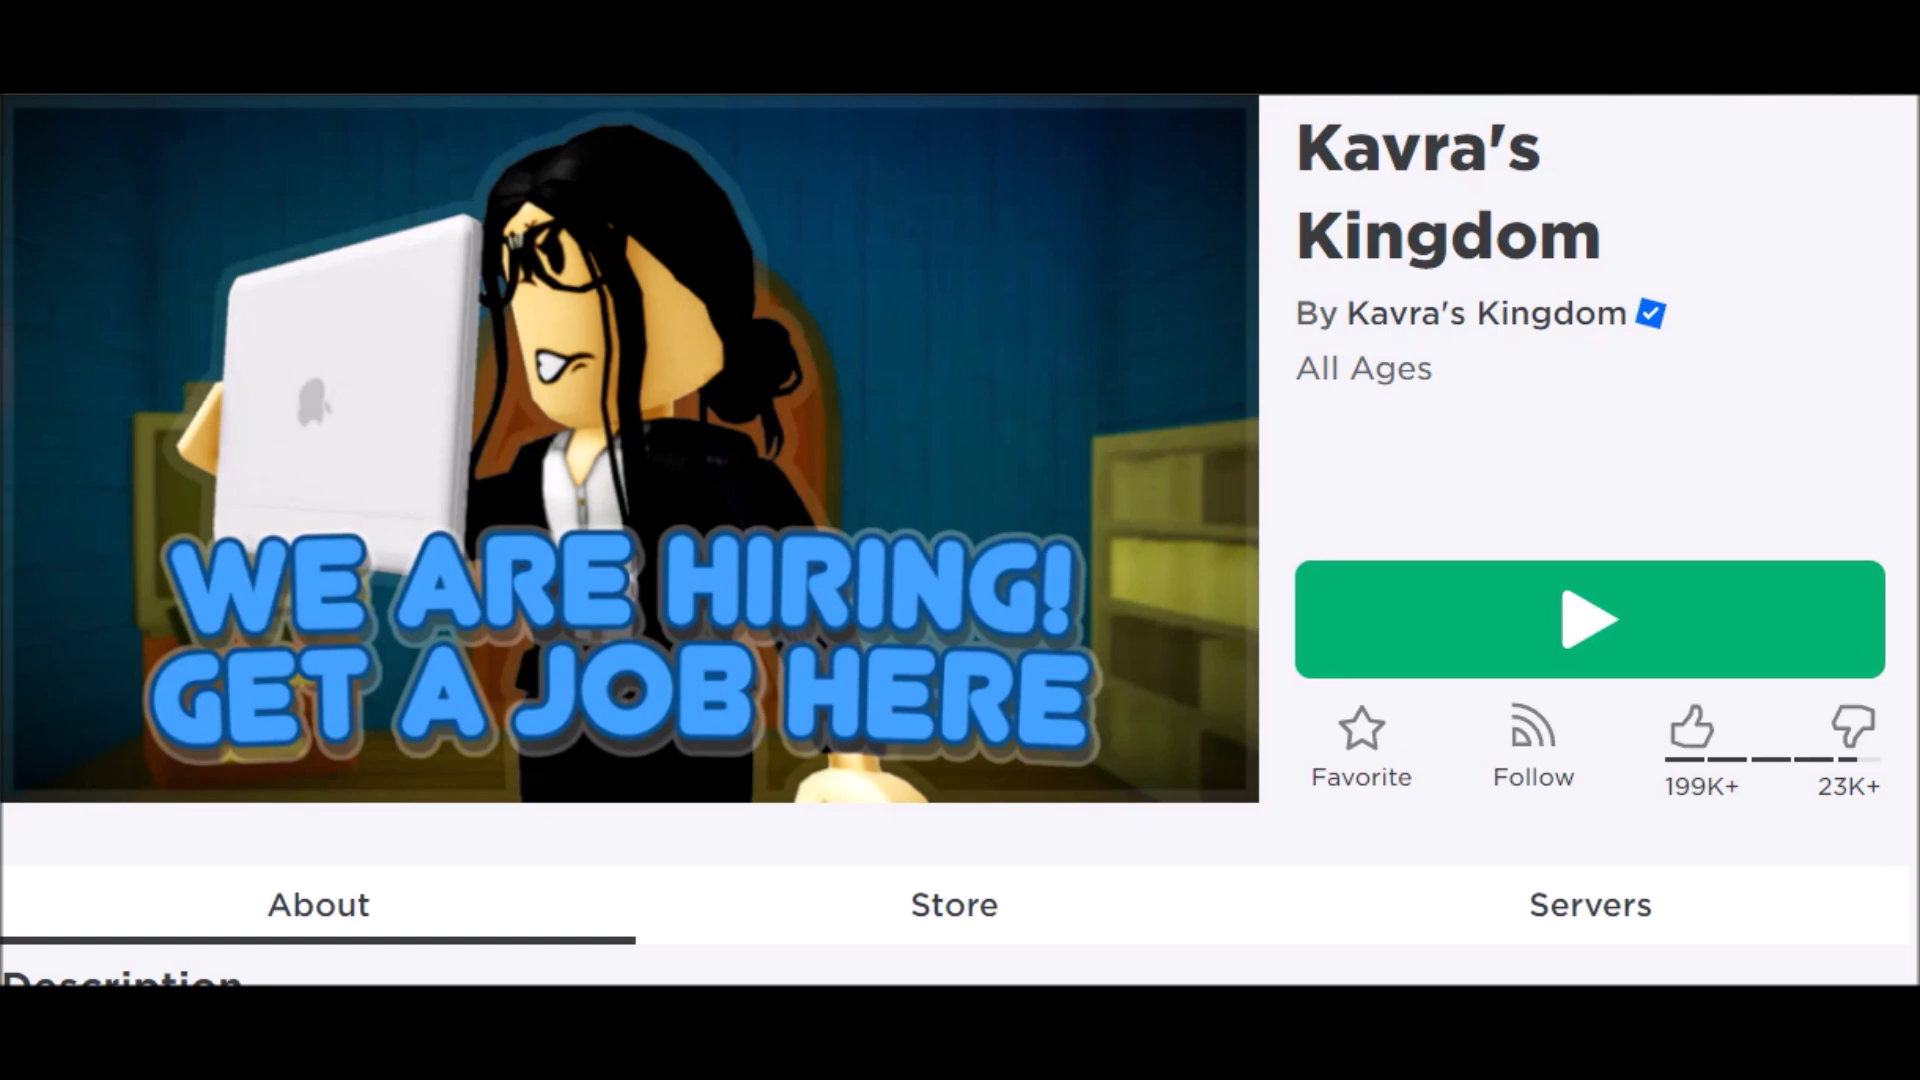 WE ARE HIRING!
GET A JOB HERE
Kavra's
Kingdom
By Kavra's Kingdom
All Ages
Favorite
Follow
199K+
23K+
About
Store
Servers
Description